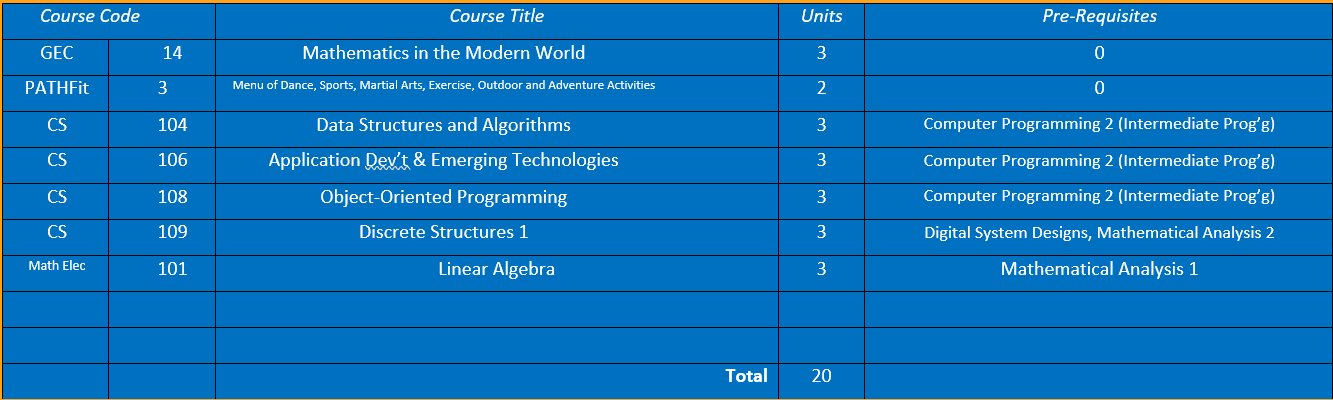 Course Code Course Title Units Pre-Requisites
GEC 14 Mathematics in the Modern World 3 0
PATHFit 3 Menu of Dance, Sports, Martial Arts, Exercise, Outdoor and Adventure Activities 2 0
CS 104 Data Structures and Algorithms 3 Computer Programming 2 (Intermediate Prog’g)
CS 106 Application Dev’t & Emerging Technologies 3 Computer Programming 2 (Intermediate Prog’g)
CS 108 Object-Oriented Programming 3 Computer Programming 2 (Intermediate Prog’g)
CS 109 Discrete Structures 1 3 Digital System Designs, Mathematical Analysis 2
Math Elec 101 Linear Algebra 3 Mathematical Analysis 1
Total 20